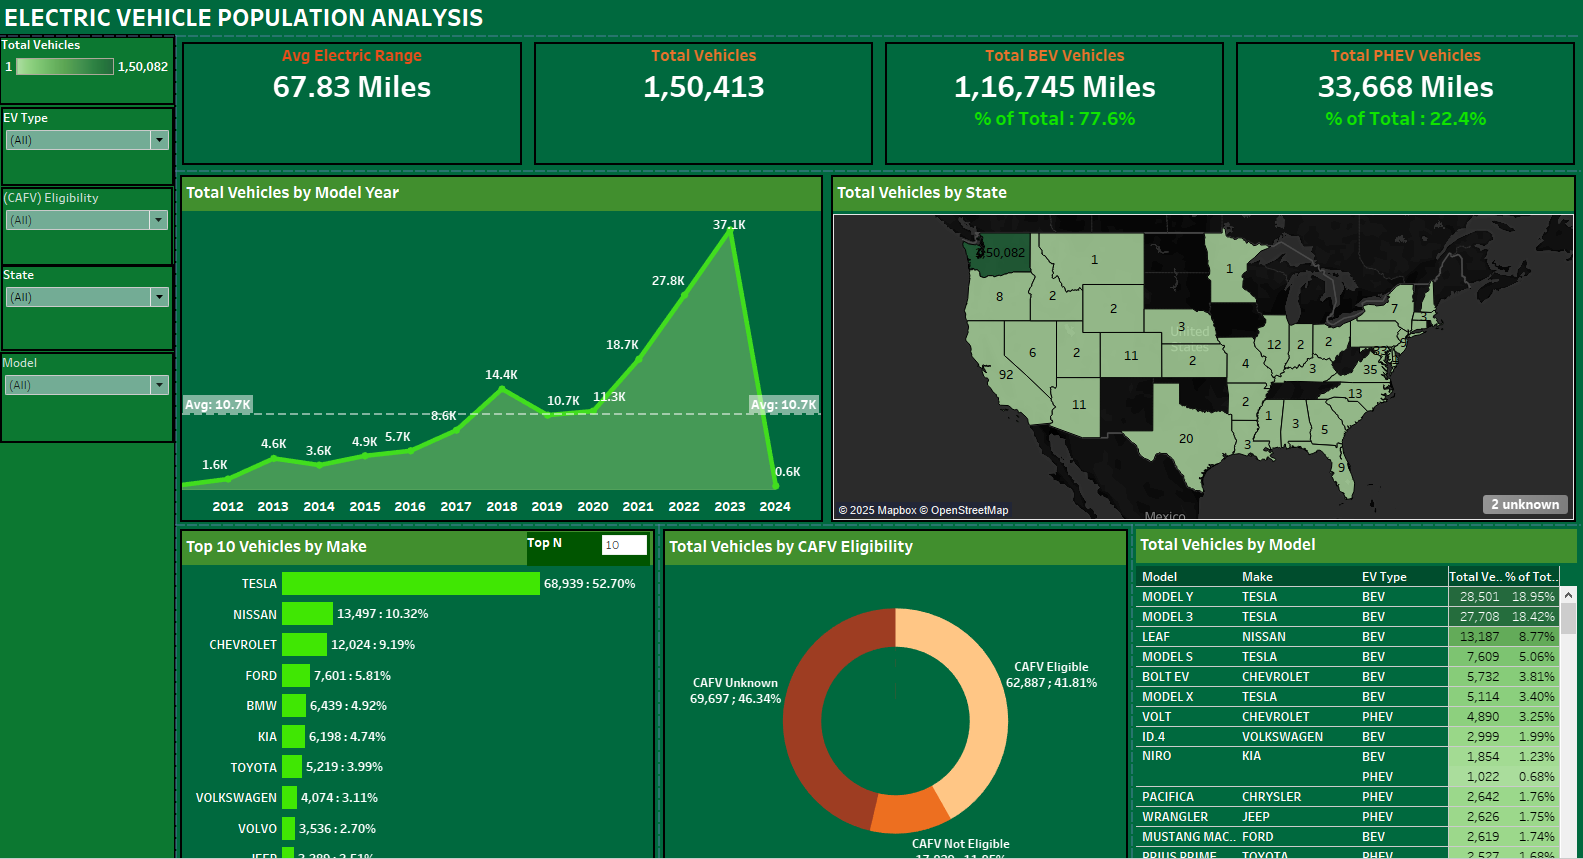 ELECTRIC VEHICLE POPULATION ANALYSIS
Total Vehicles
1 1,50,082
EV Type
(All)
(CAFV) Eligibility
(All)
State
(All)
Model
(All)
Avg Electric Range
67.83 Miles
Total Vehicles
1,50,413
Total BEV Vehicles
1,16,745 Miles
% of Total : 77.6%
Total PHEV Vehicles
33,668 Miles
% of Total : 22.4%
Total Vehicles by Model Year
37.1K
27.8K
18.7K
14.4K
10.7K
11.3K
Avg: 10.7K
Avg: 10.7K
8.6K
5.7K
4.9K
4.6K
3.6K
1.6K
0.6K
2012 2013 2014 2015 2016 2017 2018 2019 2020 2021 2022 2023 2024
Total Vehicles by State
1
1
8
2
2
7
3
3
United
States
6
2
11
2
12
2
2
92
4
3
35
11
2
13
20
1
3
5
3
9
© 2025 Mapbox © OpenStreetMap
Mexico
2 unknown
Top 10 Vehicles by Make
Top N 10
TESLA 68,939 : 52.70%
NISSAN 13,497 : 10.32%
CHEVROLET 12,024 : 9.19%
FORD 7,601 : 5.81%
BMW 6,439 : 4.92%
KIA 6,198 : 4.74%
TOYOTA 5,219 : 3.99%
VOLKSWAGEN 4,074 : 3.11%
VOLVO 3,536 : 2.70%
Total Vehicles by CAFV Eligibility
CAFV Eligible
62,887 ; 41.81%
CAFV Unknown
69,697 ; 46.34%
CAFV Not Eligible
Total Vehicles by Model
Model Make EV Type Total Ve.. % of Tot..
MODEL Y TESLA BEV 28,501 18.95%
MODEL 3 TESLA BEV 27,708 18.42%
LEAF NISSAN BEV 13,187 8.77%
MODEL S TESLA BEV 7,609 5.06%
BOLT EV CHEVROLET BEV 5,732 3.81%
MODEL X TESLA BEV 5,114 3.40%
VOLT CHEVROLET PHEV 4,890 3.25%
ID.4 VOLKSWAGEN BEV 2,999 1.99%
NIRO KIA BEV 1,854 1.23%
PHEV 1,022 0.68%
PACIFICA CHRYSLER PHEV 2,642 1.76%
WRANGLER JEEP PHEV 2,626 1.75%
MUSTANG MAC.. FORD BEV 2,619 1.74%
PRIUS PRIME TOYOTA PHEV 2,527 1.68%